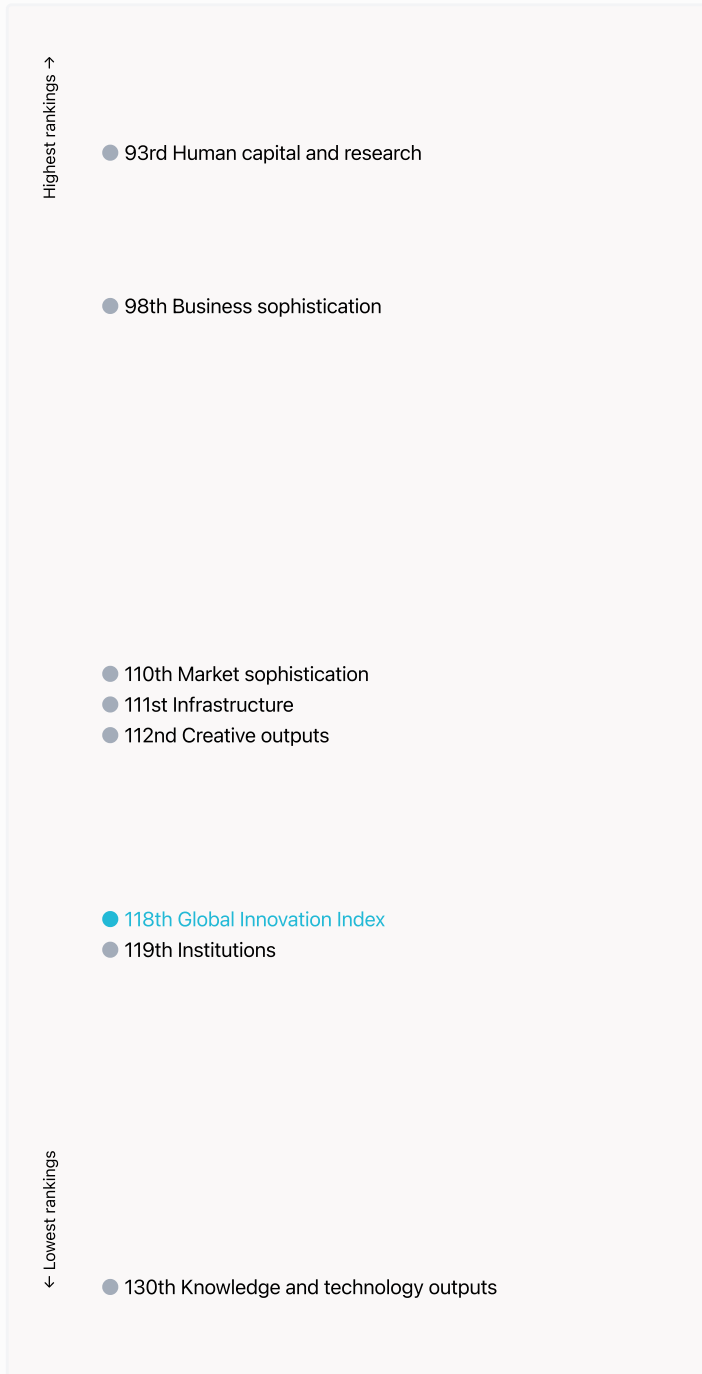 Highest rankings →
93rd Human capital and research
98th Business sophistication
110th Market sophistication
111st Infrastructure
112nd Creative outputs
118th Global Innovation Index
119th Institutions
← Lowest rankings
130th Knowledge and technology outputs